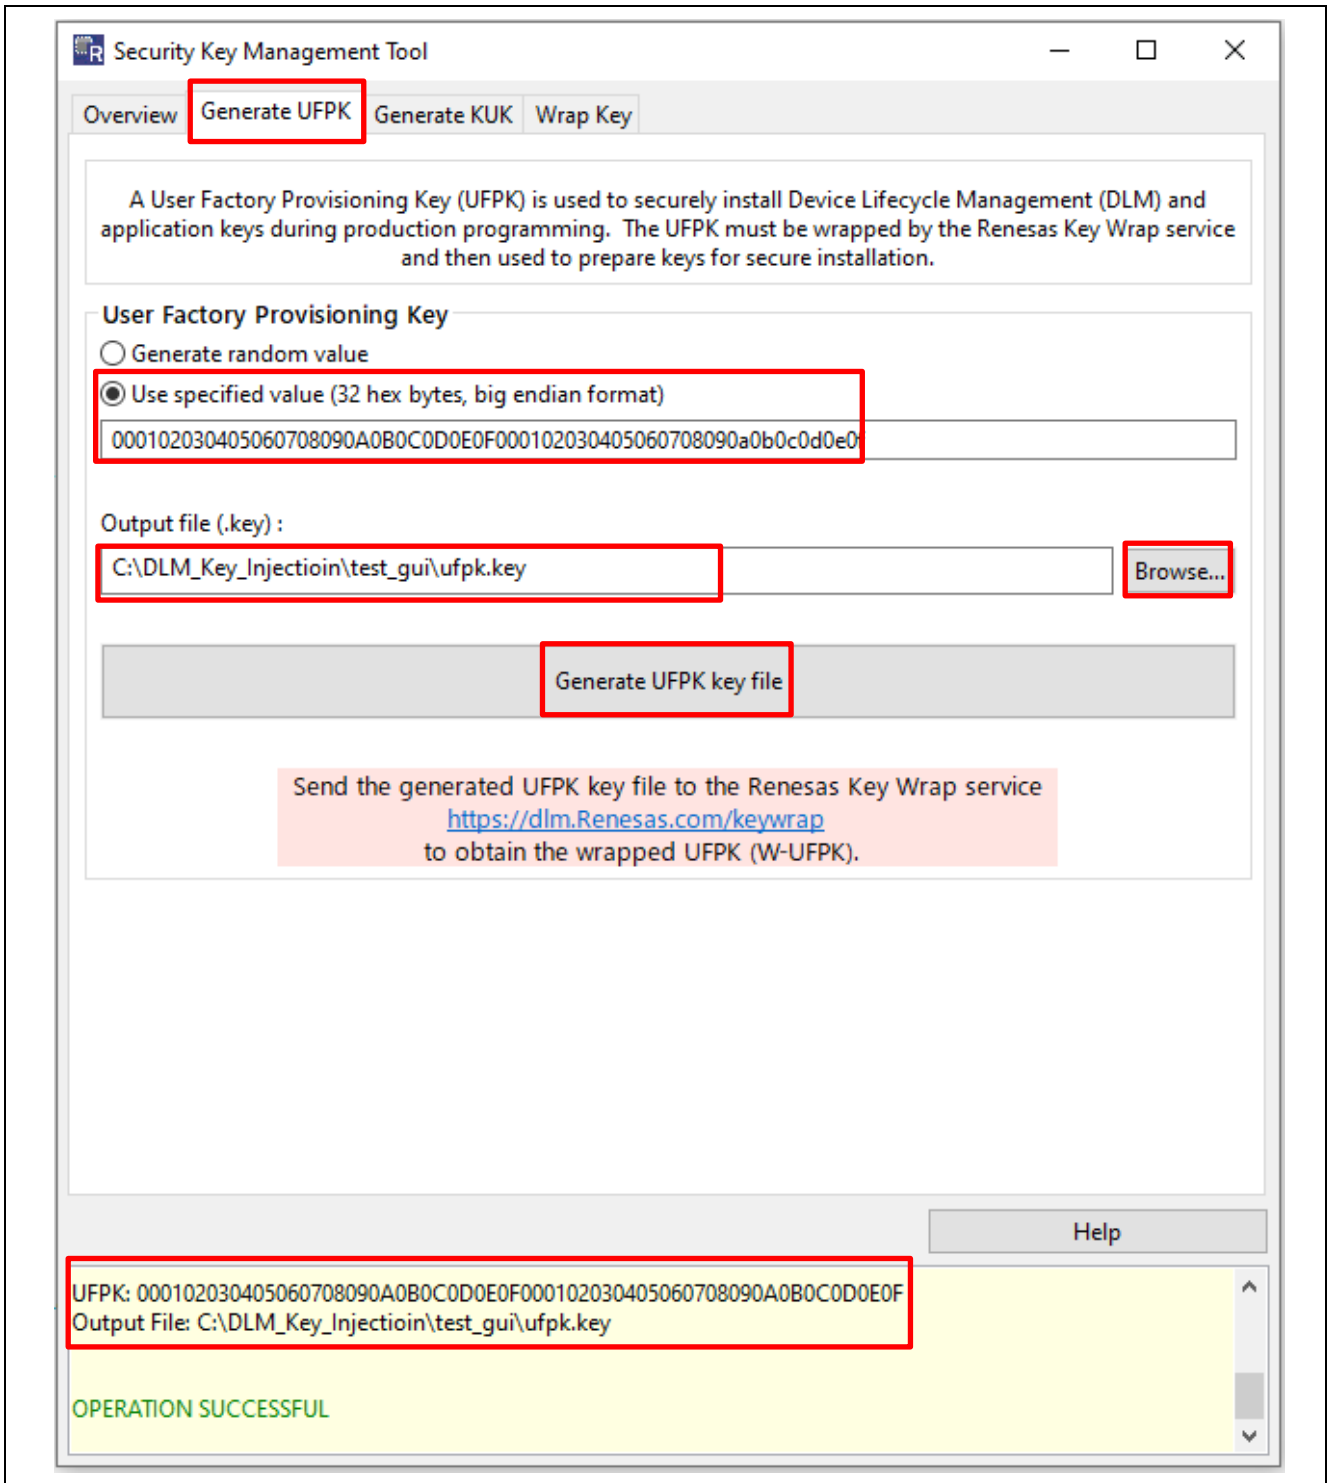 Security Key Management Tool
Overview Generate UFPK Generate KUK Wrap Key
A User Factory Provisioning Key (UFPK) is used to securely install Device Lifecycle Management (DLM) and
application keys during production programming. The UFPK must be wrapped by the Renesas Key Wrap service
and then used to prepare keys for secure installation.
User Factory Provisioning Key
Generate random value
Use specified value (32 hex bytes, big endian format)
000102030405060708090A0B0C0D0E0F000102030405060708090a0b0c0d0e0f
Output file (.key) :
C:\DLM_Key_Injectioin\test_gui\ufpk.key
Browse...
Generate UFPK key file
Send the generated UFPK key file to the Renesas Key Wrap service
https://dlm.Renesas.com/keywrap
to obtain the wrapped UFPK (W-UFPK).
Help
UFPK: 000102030405060708090A0B0C0D0E0F000102030405060708090A0B0C0D0E0F
Output File: C:\DLM_Key_Injectioin\test_gui\ufpk.key
OPERATION SUCCESSFUL